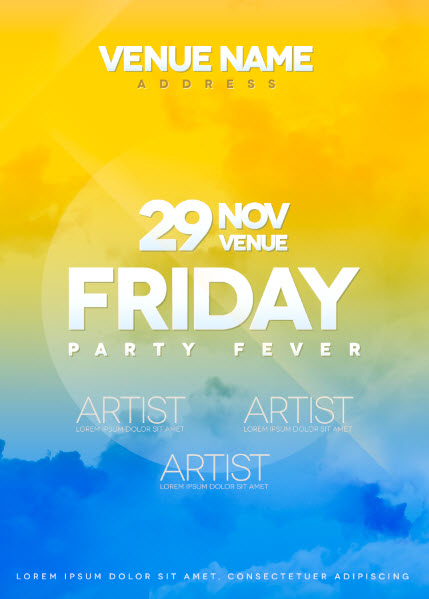 VENUE NAME
ADDRESS
29 NOV
VENUE
FRIDAY
PARTY FEVER
ARTIST
LOREM IPSUM DOLOR SIT AMET
ARTIST
LOREM IPSUM DOLOR SIT AMET
ARTIST
LOREM IPSUM DOLOR SIT AMET
LOREM IPSUM DOLOR SIT AMET, CONSECTETUER ADIPISCING